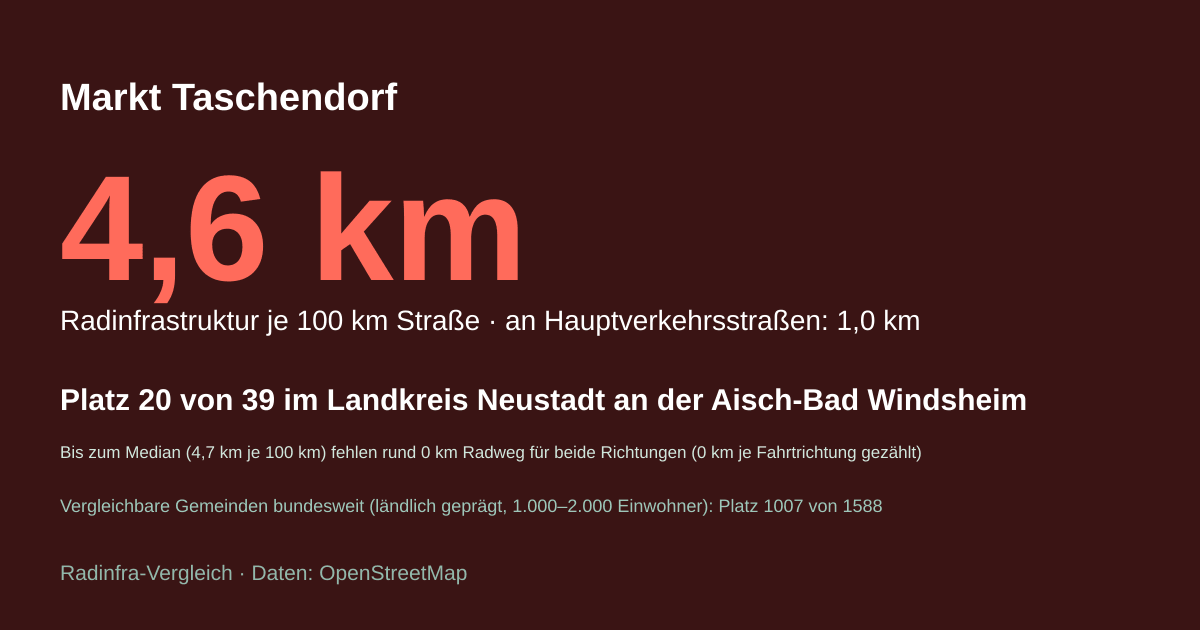 Markt Taschendorf
4,6 km
Radinfrastruktur je 100 km Straße · an Hauptverkehrsstraßen: 1,0 km
Platz 20 von 39 im Landkreis Neustadt an der Aisch-Bad Windsheim
Bis zum Median (4,7 km je 100 km) fehlen rund 0 km Radweg für beide Richtungen (0 km je Fahrtrichtung gezählt)
Vergleichbare Gemeinden bundesweit (ländlich geprägt, 1.000–2.000 Einwohner): Platz 1007 von 1588
Radinfra-Vergleich · Daten: OpenStreetMap